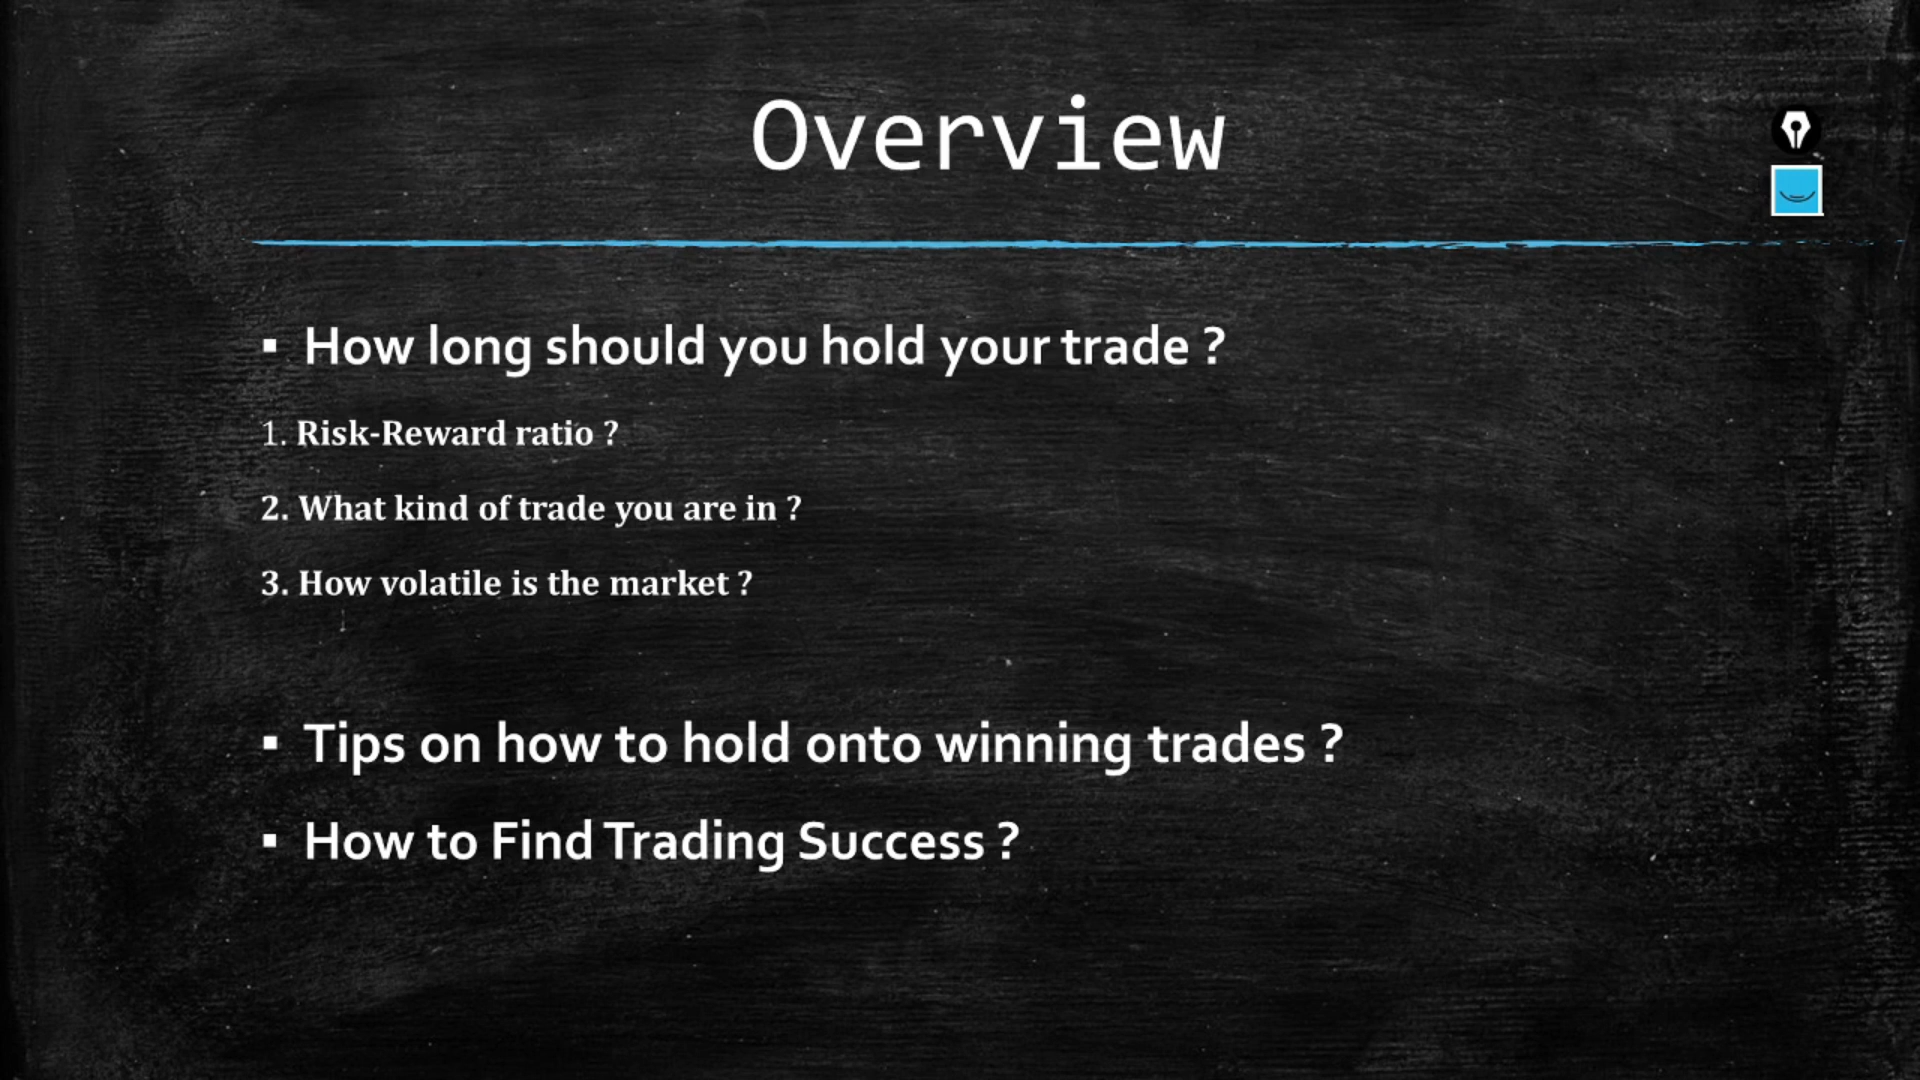 Overview
▪ How long should you hold your trade ?
1. Risk-Reward ratio ?
2. What kind of trade you are in ?
3. How volatile is the market ?
▪ Tips on how to hold onto winning trades ?
▪ How to Find Trading Success ?